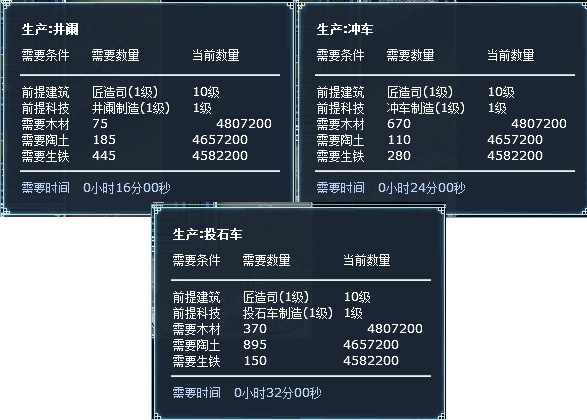 生产:井阑
需要条件 需要数量 当前数量
前提建筑 匠造司(1级) 10级
前提科技 井阑制造(1级) 1级
需要木材 75 4807200
需要陶土 185 4657200
需要生铁 445 4582200
需要时间 0小时16分00秒
生产:冲车
需要条件 需要数量 当前数量
前提建筑 匠造司(1级) 10级
前提科技 冲车制造(1级) 1级
需要木材 670 4807200
需要陶土 110 4657200
需要生铁 280 4582200
需要时间 0小时24分00秒
生产:投石车
需要条件 需要数量 当前数量
前提建筑 匠造司(1级) 10级
前提科技 投石车制造(1级) 1级
需要木材 370 4807200
需要陶土 895 4657200
需要生铁 150 4582200
需要时间 0小时32分00秒